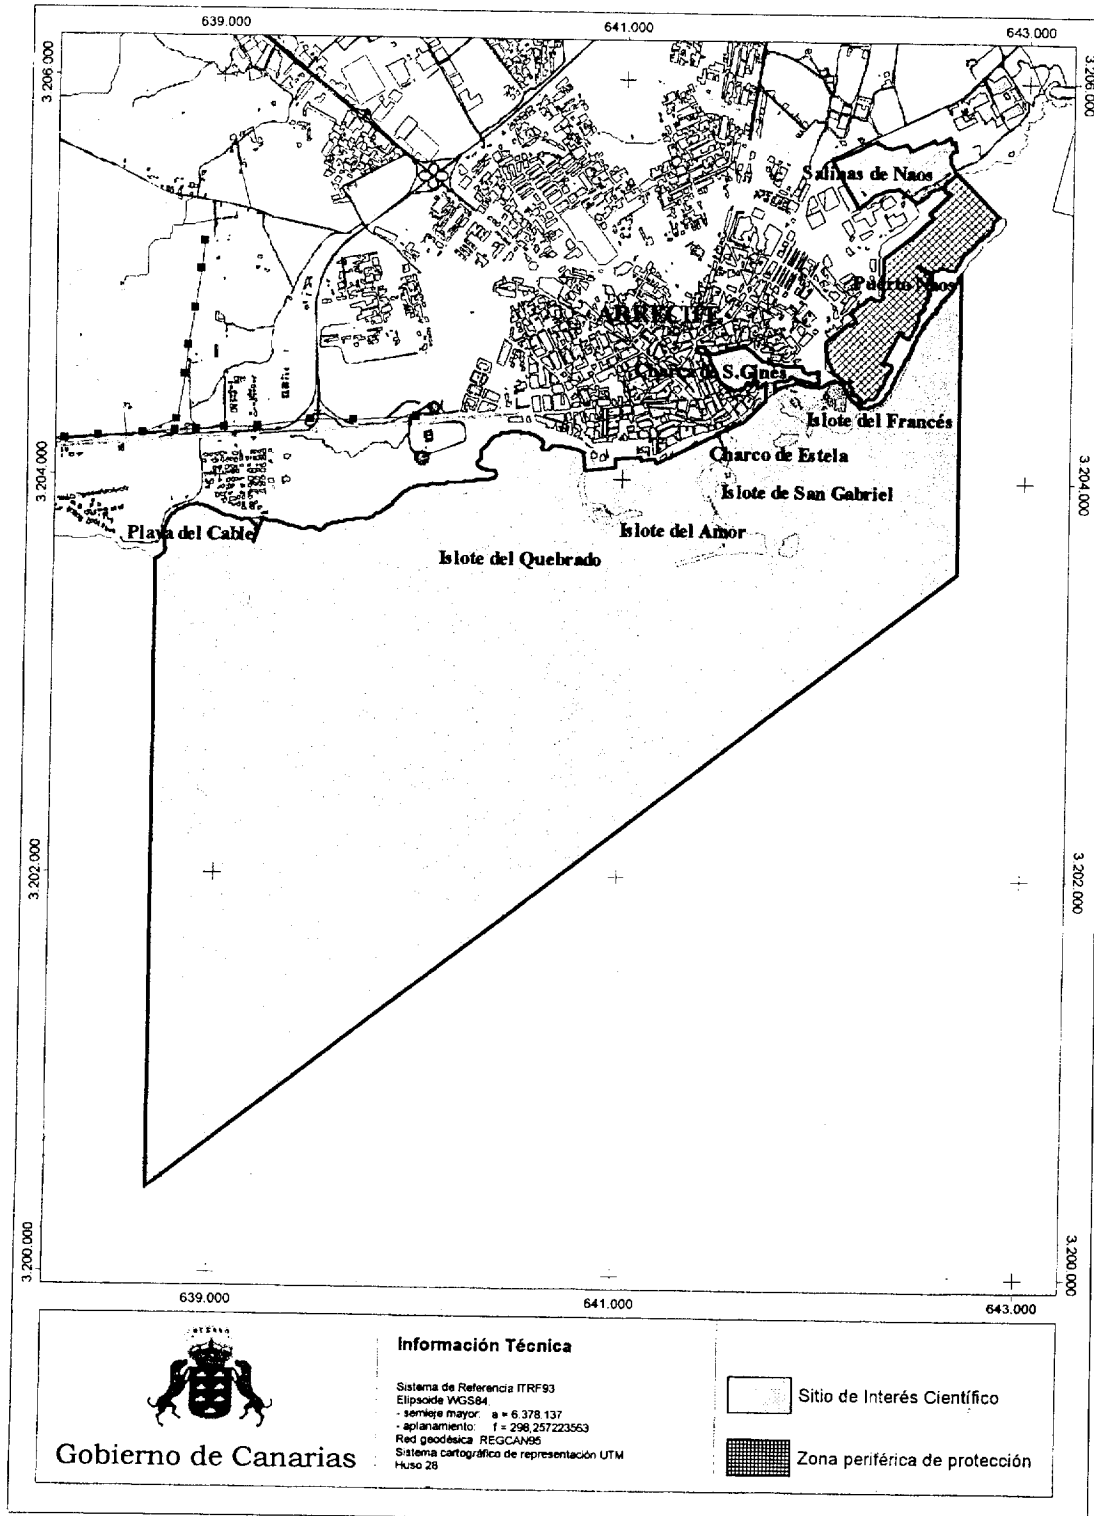 639.000
641.000
643.000
3.206.000
3.206.000
Salinas de Naos
Puerto Naos
ARRECIFE
Charca de S.Ginés
Islote del Francés
Charco de Estela
3.204.000
3.204.000
Islote de San Gabriel
Playa del Cable
Islote del Amor
Islote del Quebrado
3.202.000
3.202.000
3.200.000
3.200.000
639.000
641.000
643.000
Información Técnica
Sistema de Referencia ITRF93
Elipsoide WGS84
- semieje mayor: a = 6.378.137
- aplanamiento: f = 298,257223563
Red geodésica REGCAN95
Sistema cartográfico de representación UTM
Huso 28
Gobierno de Canarias
Sitio de Interés Científico
Zona periférica de protección